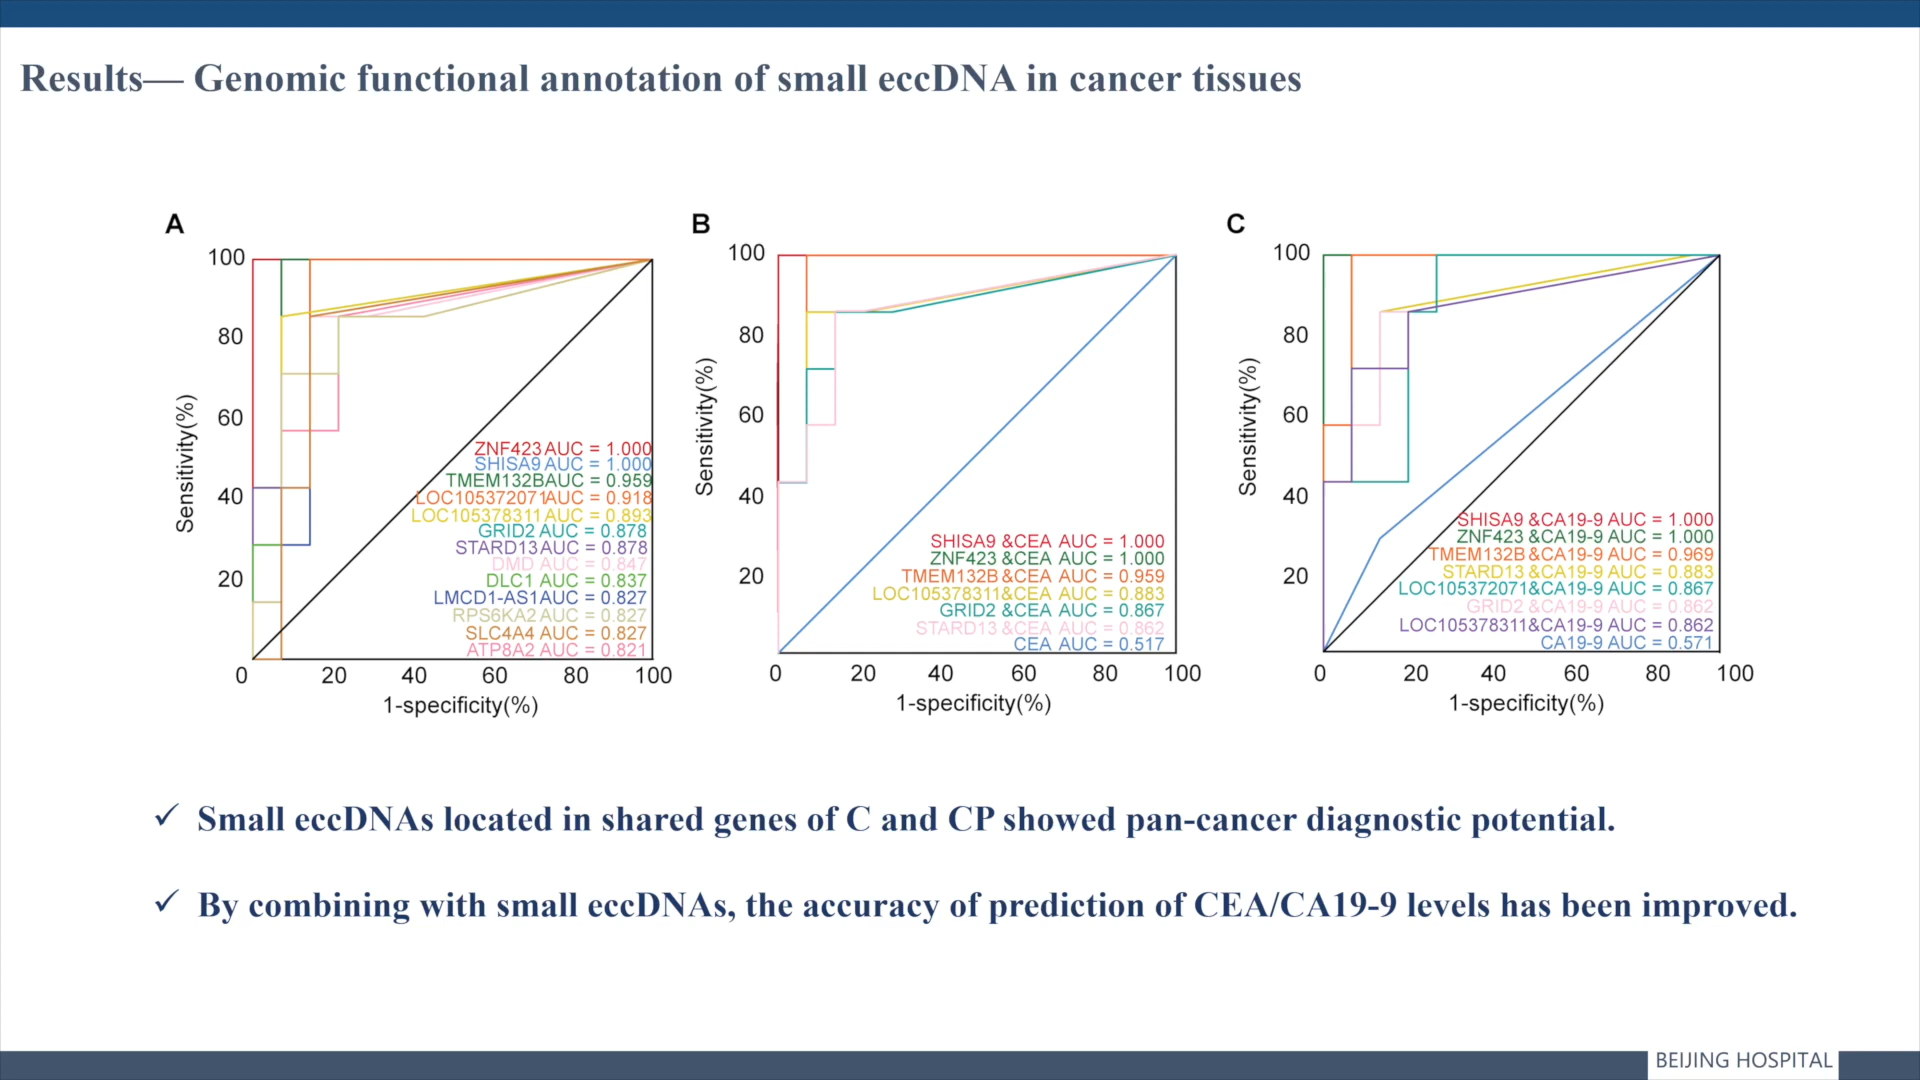 Results— Genomic functional annotation of small eccDNA in cancer tissues
A
100
80
60
40
20
0
20
40
60
80
100
Sensitivity(%)
1-specificity(%)
ZNF423 AUC = 1.000
SHISA9 AUC = 1.000
TMEM132B AUC = 0.959
LOC105372071 AUC = 0.918
LOC105378311 AUC = 0.893
GRID2 AUC = 0.878
STARD13 AUC = 0.878
DMD AUC = 0.847
DLC1 AUC = 0.837
LMCD1-AS1 AUC = 0.827
RPS6KA2 AUC = 0.827
SLC4A4 AUC = 0.827
ATP8A2 AUC = 0.821
B
100
80
60
40
20
0
20
40
60
80
100
Sensitivity(%)
1-specificity(%)
SHISA9 &CEA AUC = 1.000
ZNF423 &CEA AUC = 1.000
TMEM132B &CEA AUC = 0.959
LOC105378311&CEA AUC = 0.883
GRID2 &CEA AUC = 0.867
STARD13 &CEA AUC = 0.862
CEA AUC = 0.517
C
100
80
60
40
20
0
20
40
60
80
100
Sensitivity(%)
1-specificity(%)
SHISA9 &CA19-9 AUC = 1.000
ZNF423 &CA19-9 AUC = 1.000
TMEM132B &CA19-9 AUC = 0.969
STARD13 &CA19-9 AUC = 0.883
LOC105372071&CA19-9 AUC = 0.867
GRID2 &CA19-9 AUC = 0.862
LOC105378311&CA19-9 AUC = 0.862
CA19-9 AUC = 0.571
✓ Small eccDNAs located in shared genes of C and CP showed pan-cancer diagnostic potential.
✓ By combining with small eccDNAs, the accuracy of prediction of CEA/CA19-9 levels has been improved.
BEIJING HOSPITAL